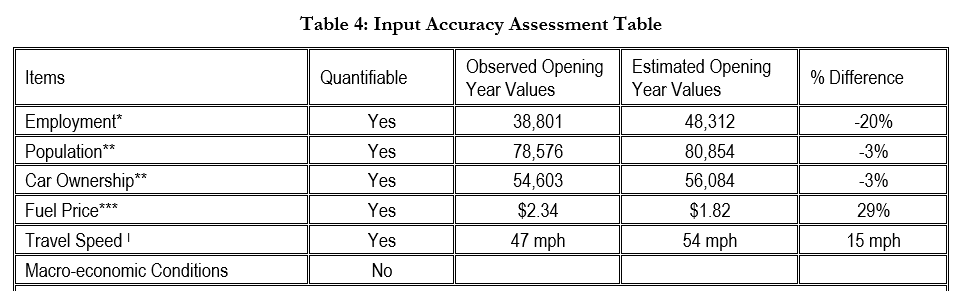 Table 4: Input Accuracy Assessment Table
Items Quantifiable Observed Opening Year Values Estimated Opening Year Values % Difference
Employment* Yes 38,801 48,312 -20%
Population** Yes 78,576 80,854 -3%
Car Ownership** Yes 54,603 56,084 -3%
Fuel Price*** Yes $2.34 $1.82 29%
Travel Speed ˡ Yes 47 mph 54 mph 15 mph
Macro-economic Conditions No